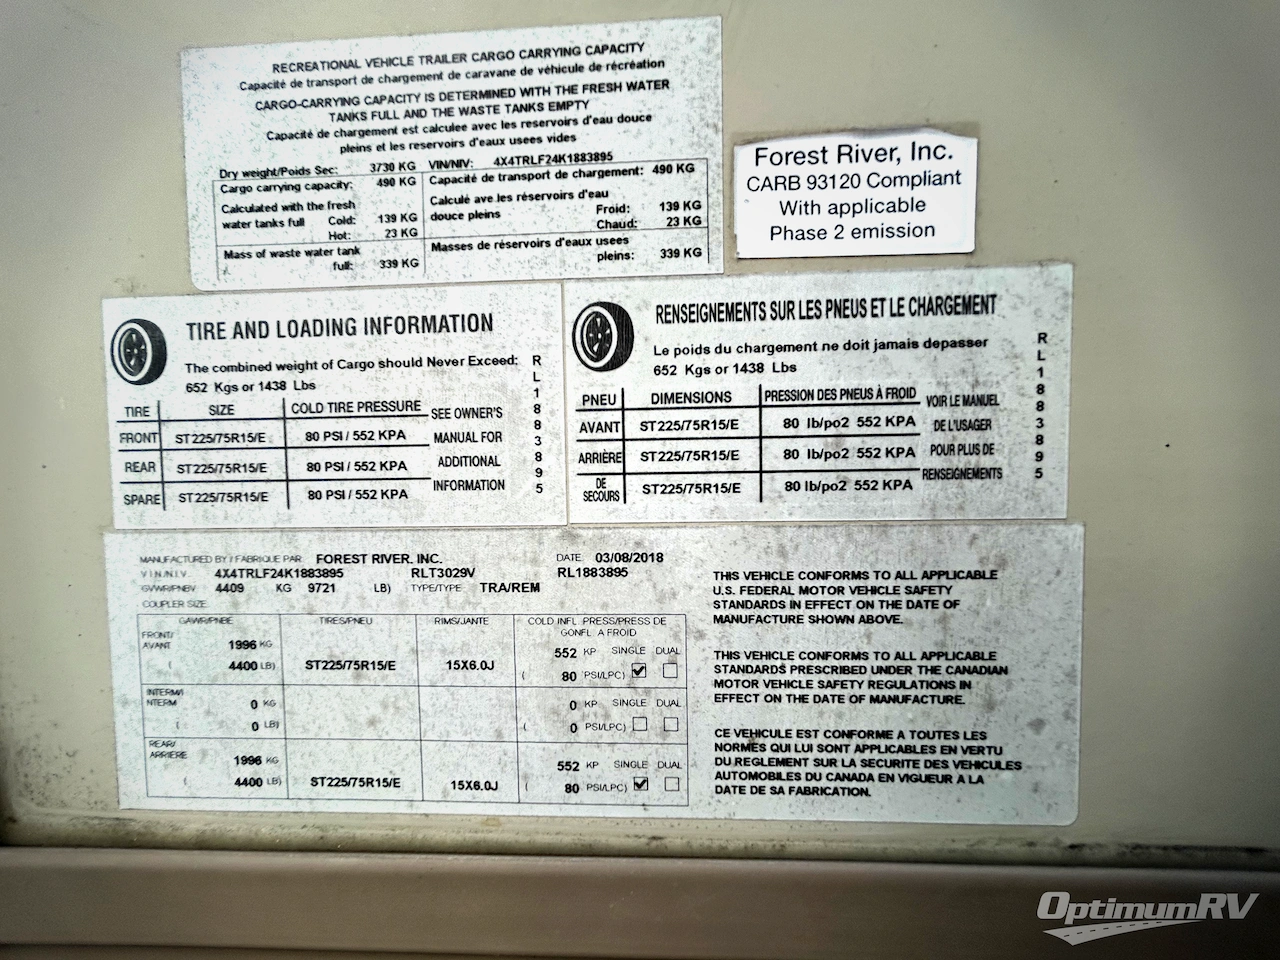 RECREATIONAL VEHICLE TRAILER CARGO CARRYING CAPACITY
Capacité de transport de chargement de caravane de véhicule de récréation
CARGO-CARRYING CAPACITY IS DETERMINED WITH THE FRESH WATER
TANKS FULL AND THE WASTE TANKS EMPTY
Capacité de chargement est calculee avec les reservoirs d'eau douce
pleins et les reservoirs d'eaux usees vides
Dry weight/Poids Sec: 3730 KG VIN/NIV: 4X4TRLF24K1883895
Cargo carrying capacity: 490 KG Capacité de transport de chargement: 490 KG
Calculated with the fresh
water tanks full Cold: 139 KG
Hot: 23 KG
Calculé ave les réservoirs d'eau
douce pleins Froid: 139 KG
Chaud: 23 KG
Mass of waste water tank
full: 339 KG
Masses de réservoirs d'eaux usees
pleins: 339 KG
Forest River, Inc.
CARB 93120 Compliant
With applicable
Phase 2 emission
TIRE AND LOADING INFORMATION
The combined weight of Cargo should Never Exceed:
652 Kgs or 1438 Lbs
TIRE SIZE COLD TIRE PRESSURE
FRONT ST225/75R15/E 80 PSI / 552 KPA
REAR ST225/75R15/E 80 PSI / 552 KPA
SPARE ST225/75R15/E 80 PSI / 552 KPA
SEE OWNER'S
MANUAL FOR
ADDITIONAL
INFORMATION
RL1883895
RENSEIGNEMENTS SUR LES PNEUS ET LE CHARGEMENT
Le poids du chargement ne doit jamais depasser
652 Kgs or 1438 Lbs
PNEU DIMENSIONS PRESSION DES PNEUS À FROID
AVANT ST225/75R15/E 80 lb/po2 552 KPA
ARRIÈRE ST225/75R15/E 80 lb/po2 552 KPA
DE SECOURS ST225/75R15/E 80 lb/po2 552 KPA
VOIR LE MANUEL
DE L'USAGER
POUR PLUS DE
RENSEIGNEMENTS
RL1883895
MANUFACTURED BY / FABRIQUE PAR FOREST RIVER. INC. DATE 03/08/2018
V I N / N I V 4X4TRLF24K1883895 RLT3029V RL1883895
GVWR/PNBV 4409 KG 9721 LB) TYPE/TYPE TRA/REM
COUPLER SIZE
GAWR/PNBE TIRES/PNEU RIMS/JANTE COLD INFL. PRESS/PRESS DE
GONFL. A FROID
FRONT/
AVANT 1996 KG
( 4400 LB) ST225/75R15/E 15X6.0J
552 KP SINGLE DUAL
( 80 PSI/LPC)
INTERM/
NTERM 0 KG
( 0 LB)
0 KP SINGLE DUAL
( 0 PSI/LPC)
REAR/
ARRIERE 1996 KG
( 4400 LB) ST225/75R15/E 15X6.0J
552 KP SINGLE DUAL
( 80 PSI/LPC)
THIS VEHICLE CONFORMS TO ALL APPLICABLE
U.S. FEDERAL MOTOR VEHICLE SAFETY
STANDARDS IN EFFECT ON THE DATE OF
MANUFACTURE SHOWN ABOVE.
THIS VEHICLE CONFORMS TO ALL APPLICABLE
STANDARDS PRESCRIBED UNDER THE CANADIAN
MOTOR VEHICLE SAFETY REGULATIONS IN
EFFECT ON THE DATE OF MANUFACTURE.
CE VEHICULE EST CONFORME A TOUTES LES
NORMES QUI LUI SONT APPLICABLES EN VERTU
DU REGLEMENT SUR LA SECURITE DES VEHICULES
AUTOMOBILES DU CANADA EN VIGUEUR A LA
DATE DE SA FABRICATION.
OptimumRV